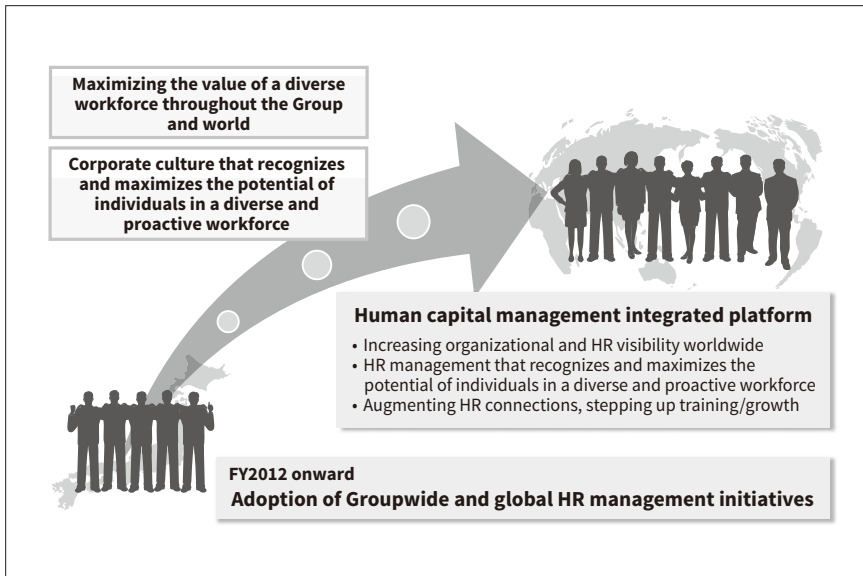 Maximizing the value of a diverse
workforce throughout the Group
and world
Corporate culture that recognizes
and maximizes the potential of
individuals in a diverse and
proactive workforce
Human capital management integrated platform
• Increasing organizational and HR visibility worldwide
• HR management that recognizes and maximizes the
potential of individuals in a diverse and proactive workforce
• Augmenting HR connections, stepping up training/growth
FY2012 onward
Adoption of Groupwide and global HR management initiatives